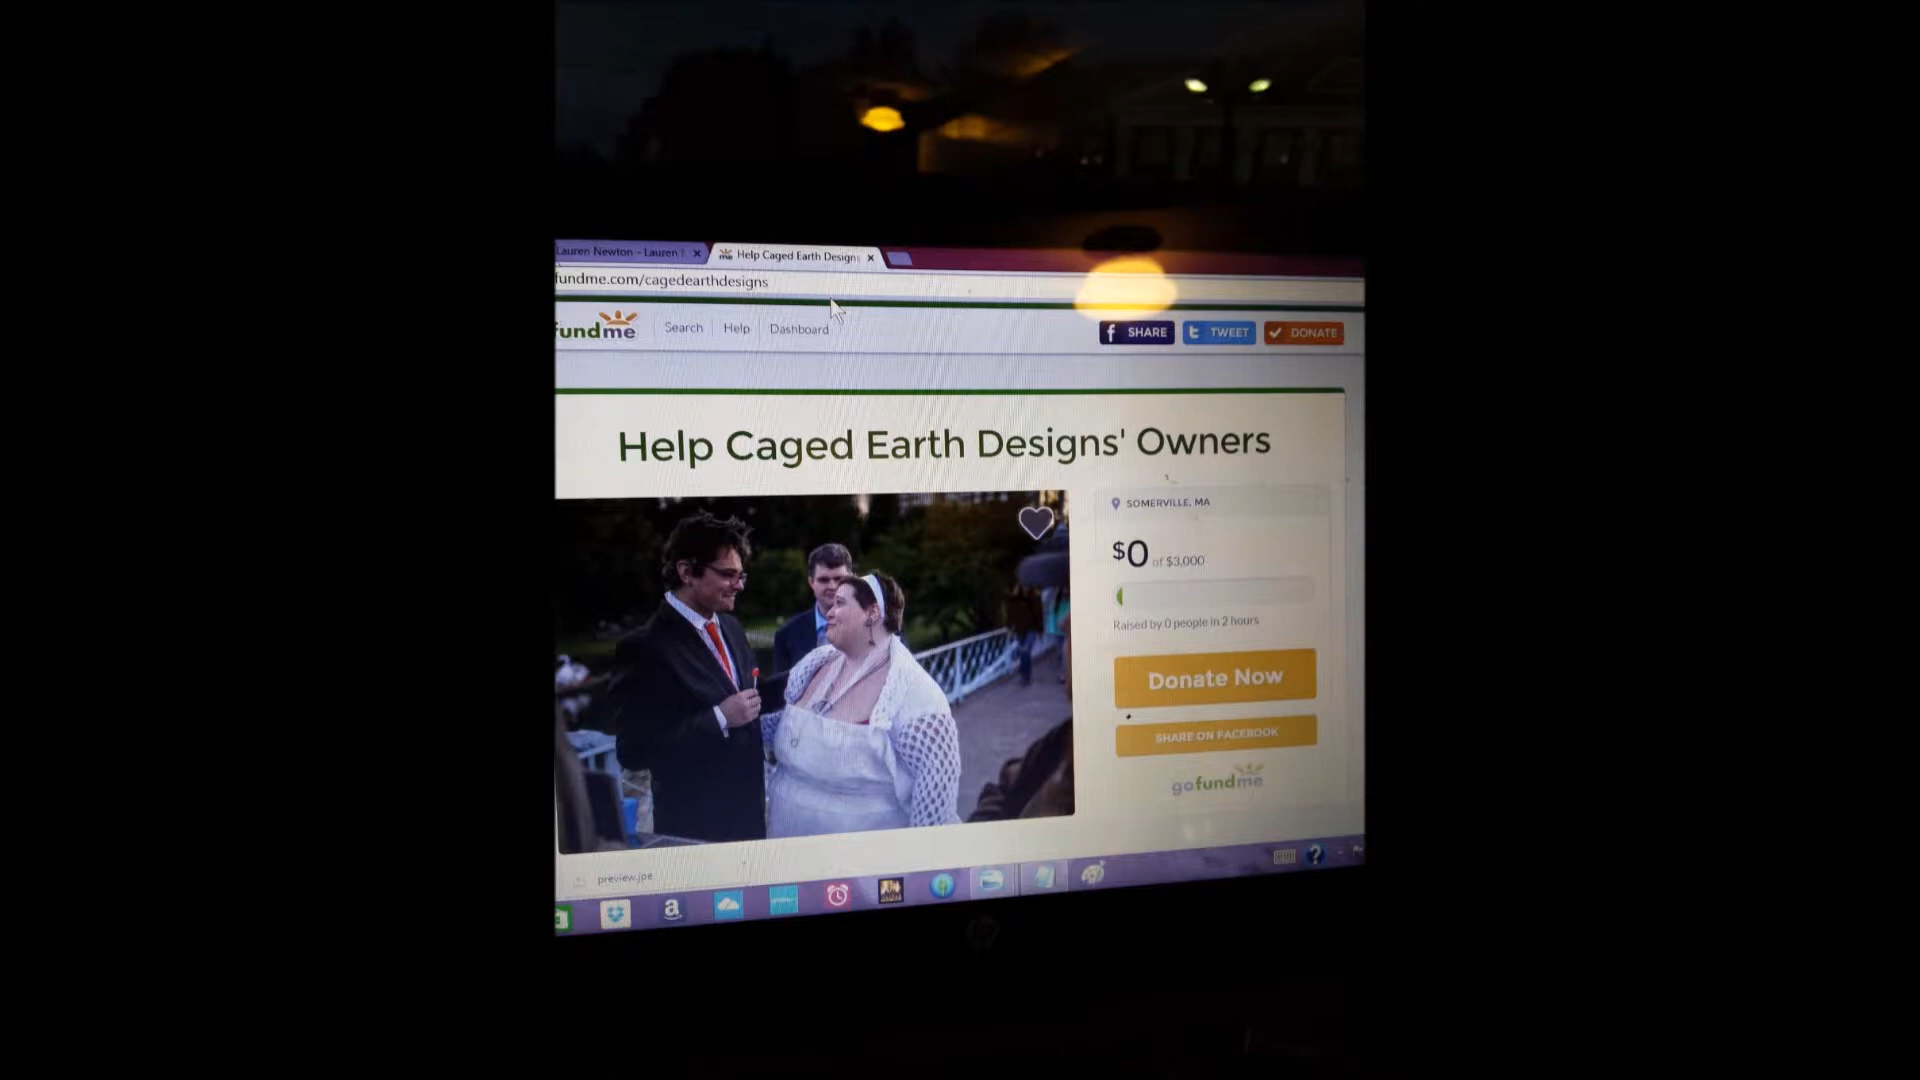 Lauren Newton - Lauren
me Help Caged Earth Design
fundme.com/cagedearthdesigns
fundme
Search Help Dashboard
f SHARE
t TWEET
DONATE
Help Caged Earth Designs' Owners
SOMERVILLE, MA
$0 of $3,000
Raised by 0 people in 2 hours
Donate Now
SHARE ON FACEBOOK
gofundme
preview.jpe
a
?
hp